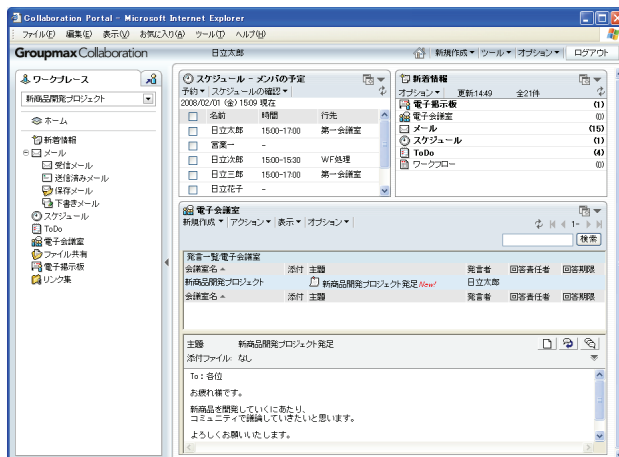 Collaboration Portal - Microsoft Internet Explorer
ファイル(F) 編集(E) 表示(V) お気に入り(A) ツール(T) ヘルプ(H)
Groupmax Collaboration 日立太郎 新規作成 ツール オプション ログアウト
ワークプレース
新商品開発プロジェクト
ホーム
新着情報
メール
受信メール
送信済みメール
保存メール
下書きメール
スケジュール
ToDo
電子会議室
ファイル共有
電子掲示板
リンク集
スケジュール - メンバの予定
予約 スケジュールの確認
2008/02/01 (金) 15:09 現在
名前 時間 行先
日立太郎 15:00-17:00 第一会議室
営業一 -
日立次郎 15:00-15:30 WF処理
日立三郎 15:00-17:00 第一会議室
日立花子 -
新着情報
オプション 更新:14:49 全21件
電子掲示板 (1)
電子会議室 (0)
メール (15)
スケジュール (1)
ToDo (4)
ワークフロー (0)
電子会議室
新規作成 アクション 表示 オプション
1-
検索
発言一覧:電子会議室
会議室名 添付 主題 発言者 回答責任者 回答期限
新商品開発プロジェクト 新商品開発プロジェクト発足 New! 日立太郎
会議室名 添付 主題 発言者 回答責任者 回答期限
主題 新商品開発プロジェクト発足
添付ファイル: なし
To：各位
お疲れ様です。
新商品を開発していくにあたり、
コミュニティで議論していきたいと思います。
よろしくお願いいたします。